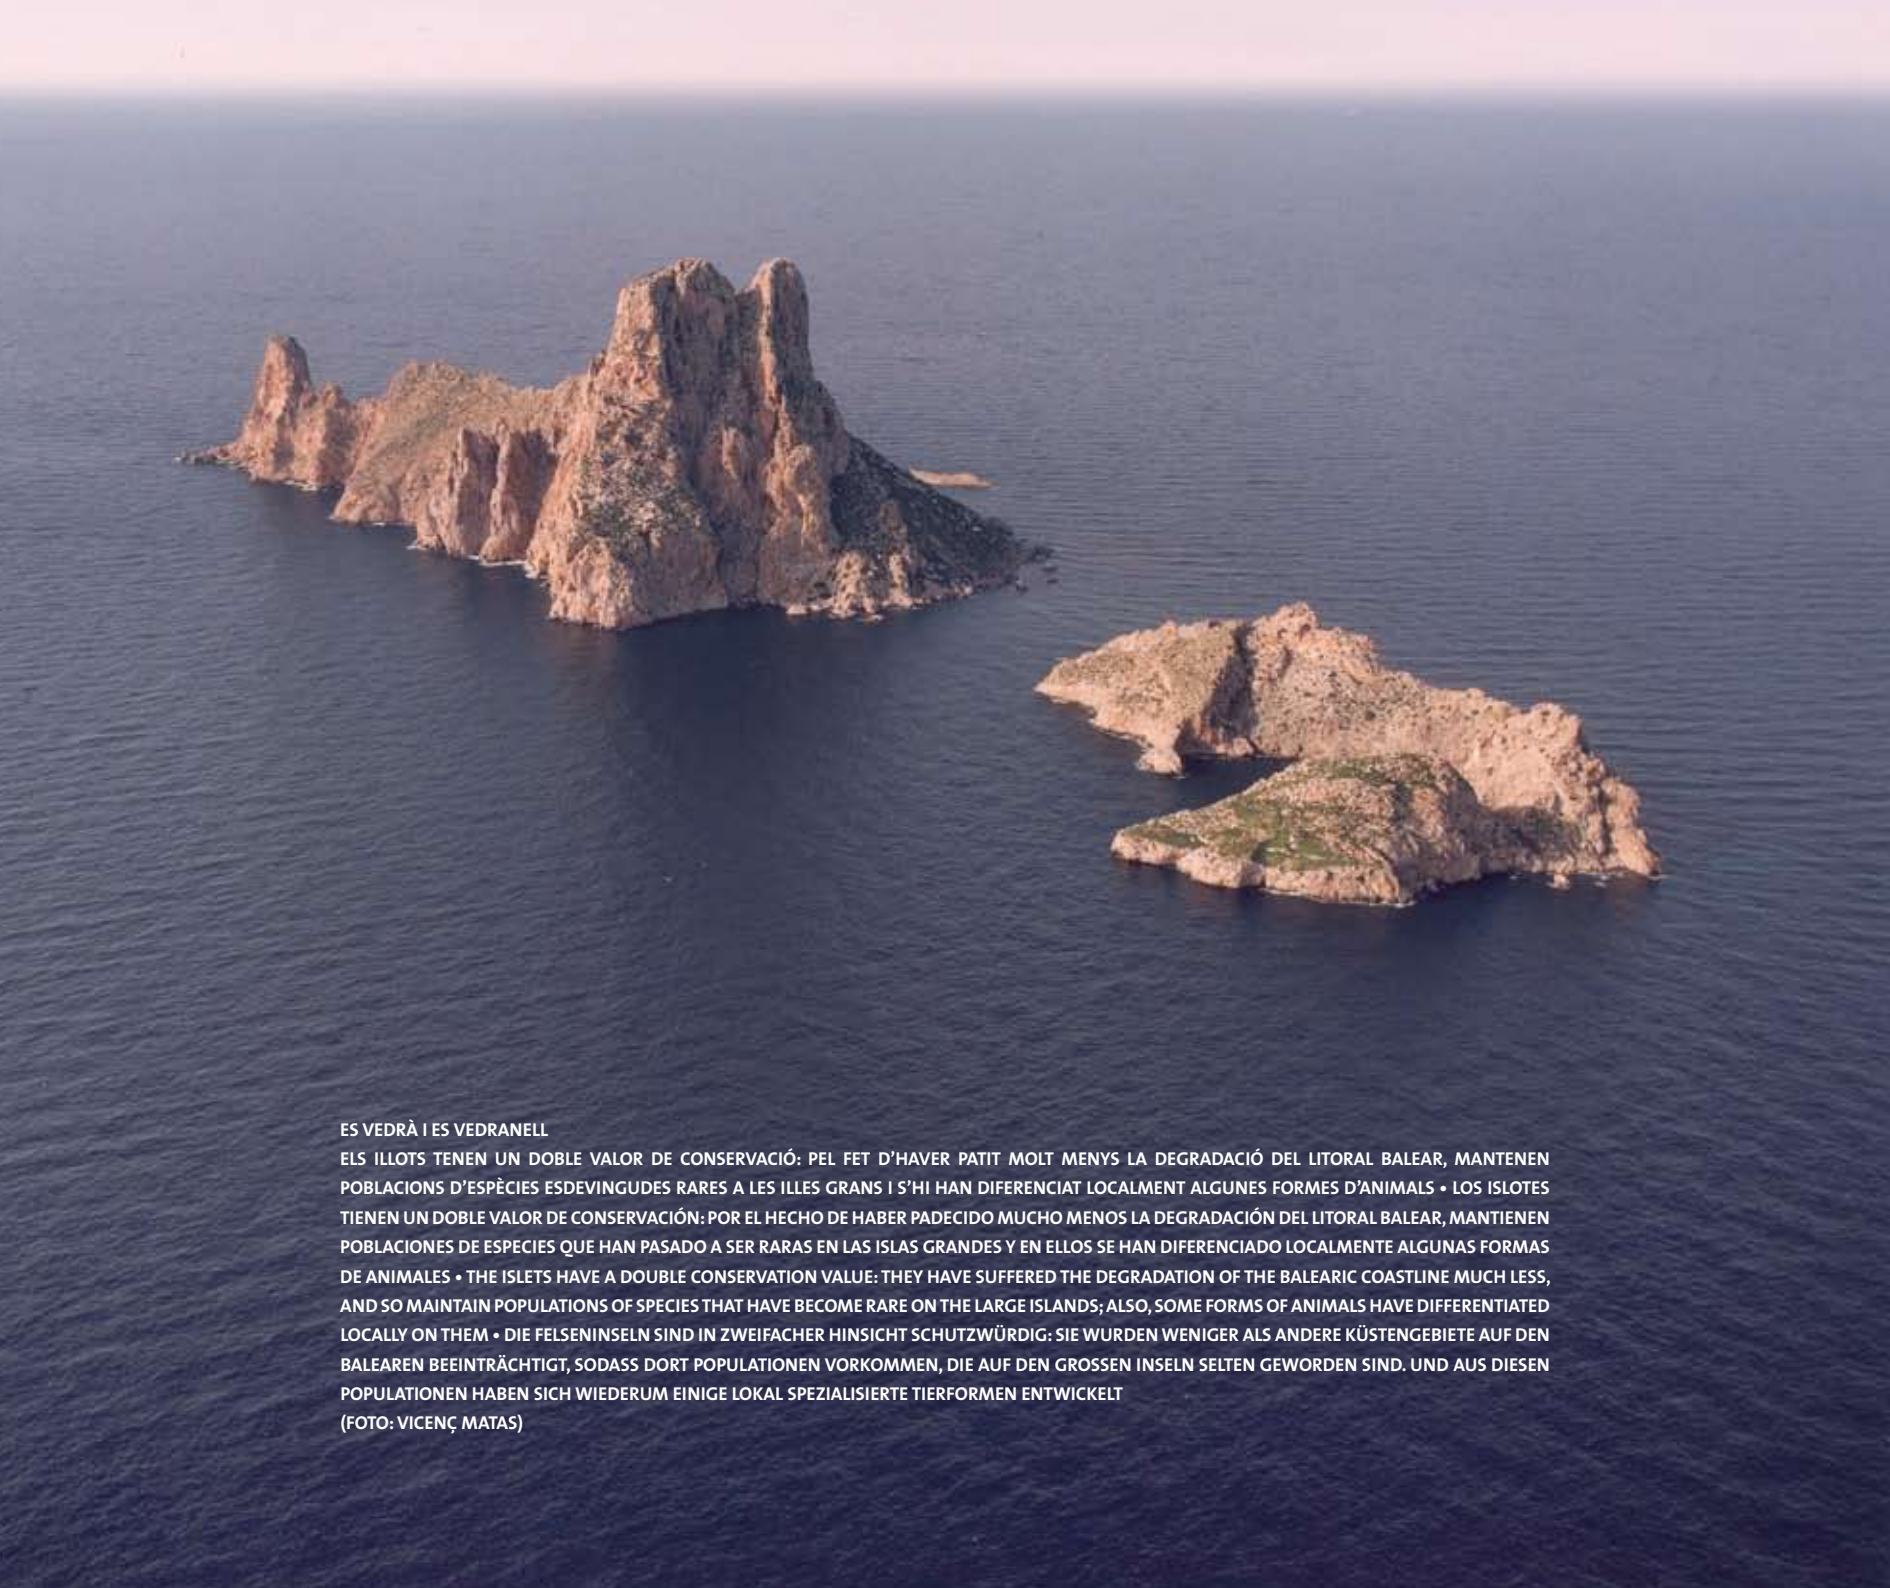 ES VEDRÀ I ES VEDRANELL
ELS ILLOTS TENEN UN DOBLE VALOR DE CONSERVACIÓ: PEL FET D'HAVER PATIT MOLT MENYS LA DEGRADACIÓ DEL LITORAL BALEAR, MANTENEN
POBLACIONS D'ESPÈCIES ESDEVINGUDES RARES A LES ILLES GRANS I S'HI HAN DIFERENCIAT LOCALMENT ALGUNES FORMES D'ANIMALS • LOS ISLOTES
TIENEN UN DOBLE VALOR DE CONSERVACIÓN: POR EL HECHO DE HABER PADECIDO MUCHO MENOS LA DEGRADACIÓN DEL LITORAL BALEAR, MANTIENEN
POBLACIONES DE ESPECIES QUE HAN PASADO A SER RARAS EN LAS ISLAS GRANDES Y EN ELLOS SE HAN DIFERENCIADO LOCALMENTE ALGUNAS FORMAS
DE ANIMALES • THE ISLETS HAVE A DOUBLE CONSERVATION VALUE: THEY HAVE SUFFERED THE DEGRADATION OF THE BALEARIC COASTLINE MUCH LESS,
AND SO MAINTAIN POPULATIONS OF SPECIES THAT HAVE BECOME RARE ON THE LARGE ISLANDS; ALSO, SOME FORMS OF ANIMALS HAVE DIFFERENTIATED
LOCALLY ON THEM • DIE FELSENINSELN SIND IN ZWEIFACHER HINSICHT SCHUTZWÜRDIG: SIE WURDEN WENIGER ALS ANDERE KÜSTENGEBIETE AUF DEN
BALEAREN BEEINTRÄCHTIGT, SODASS DORT POPULATIONEN VORKOMMEN, DIE AUF DEN GROSSEN INSELN SELTEN GEWORDEN SIND. UND AUS DIESEN
POPULATIONEN HABEN SICH WIEDERUM EINIGE LOKAL SPEZIALISIERTE TIERFORMEN ENTWICKELT
(FOTO: VICENÇ MATAS)